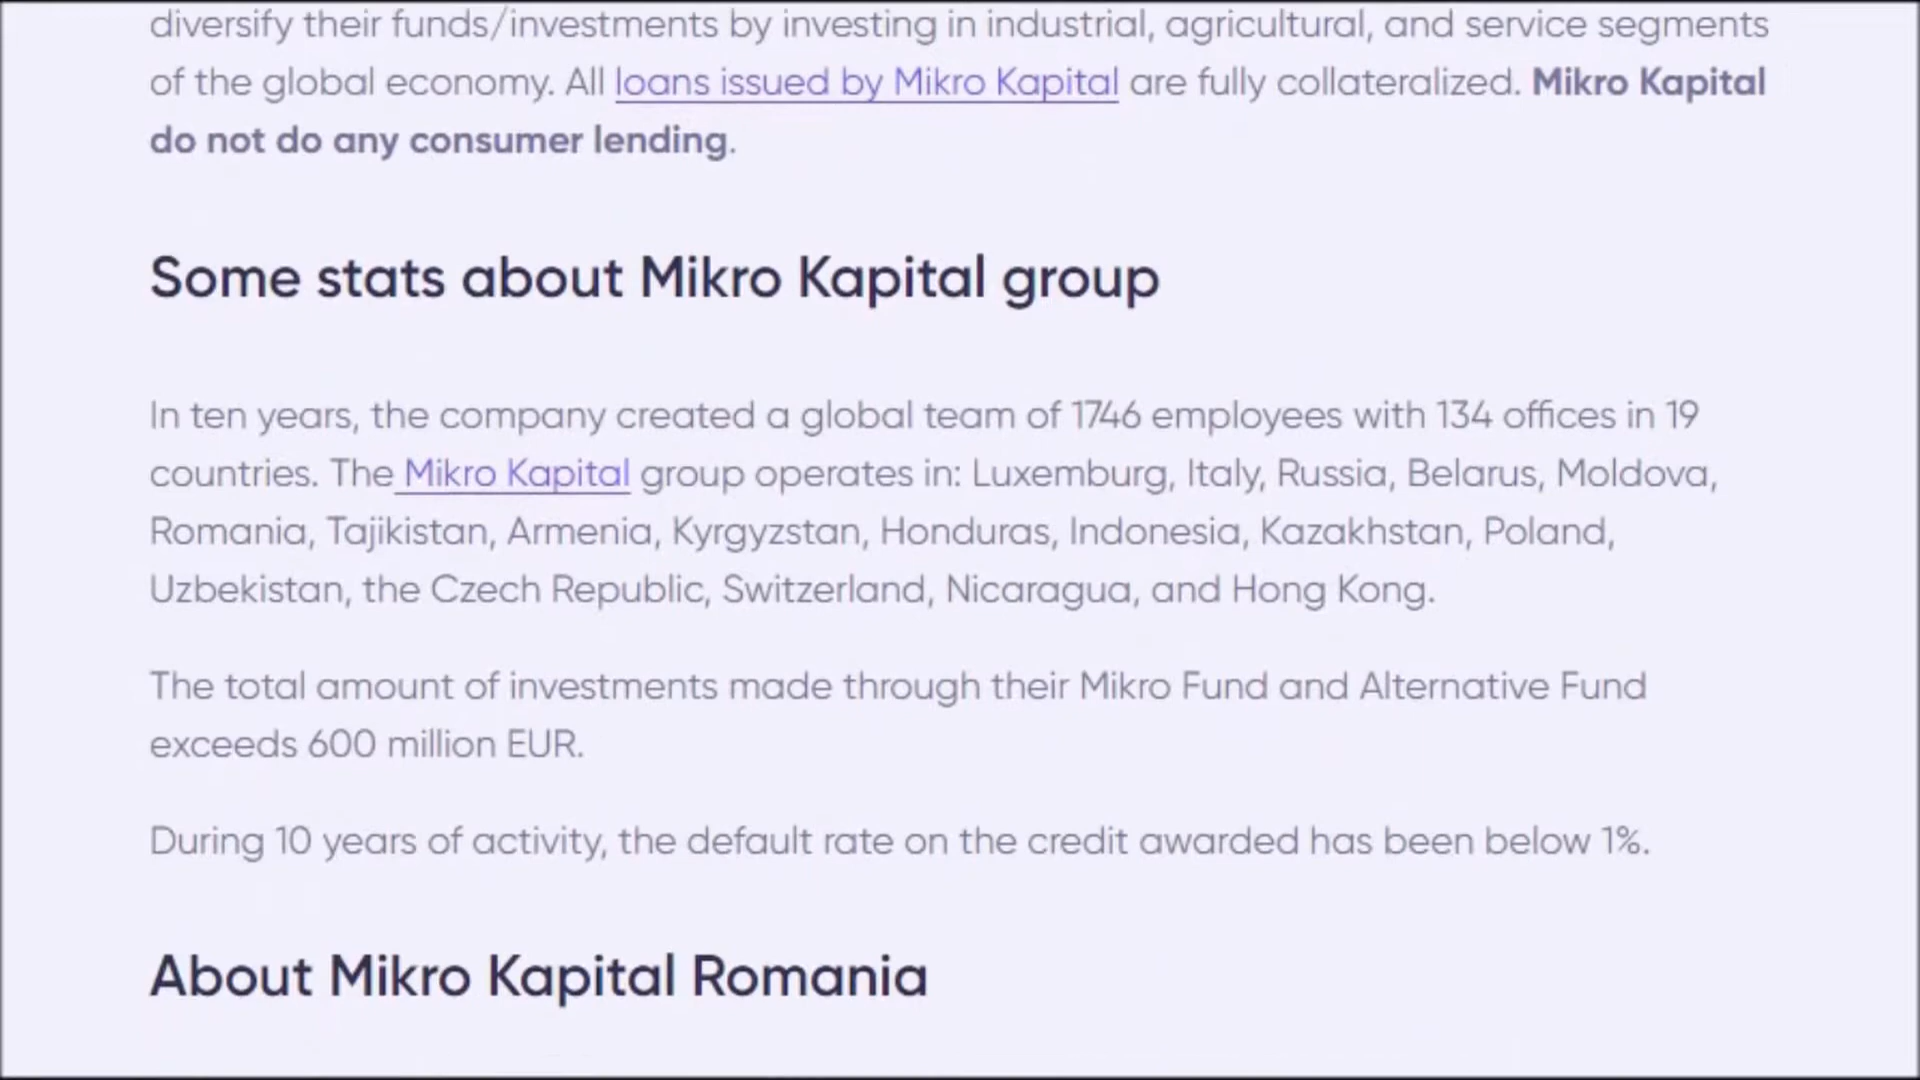 diversify their funds/investments by investing in industrial, agricultural, and service segments
of the global economy. All loans issued by Mikro Kapital are fully collateralized. Mikro Kapital
do not do any consumer lending.
Some stats about Mikro Kapital group
In ten years, the company created a global team of 1746 employees with 134 offices in 19
countries. The Mikro Kapital group operates in: Luxemburg, Italy, Russia, Belarus, Moldova,
Romania, Tajikistan, Armenia, Kyrgyzstan, Honduras, Indonesia, Kazakhstan, Poland,
Uzbekistan, the Czech Republic, Switzerland, Nicaragua, and Hong Kong.
The total amount of investments made through their Mikro Fund and Alternative Fund
exceeds 600 million EUR.
During 10 years of activity, the default rate on the credit awarded has been below 1%.
About Mikro Kapital Romania